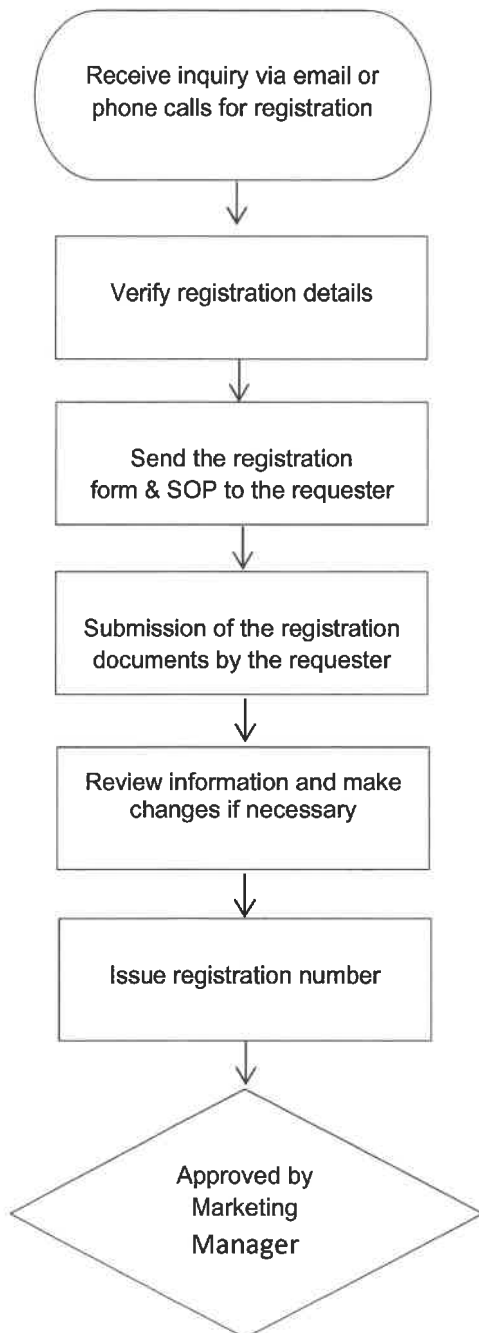 Receive inquiry via email or
phone calls for registration
Verify registration details
Send the registration
form & SOP to the requester
Submission of the registration
documents by the requester
Review information and make
changes if necessary
Issue registration number
Approved by
Marketing
Manager